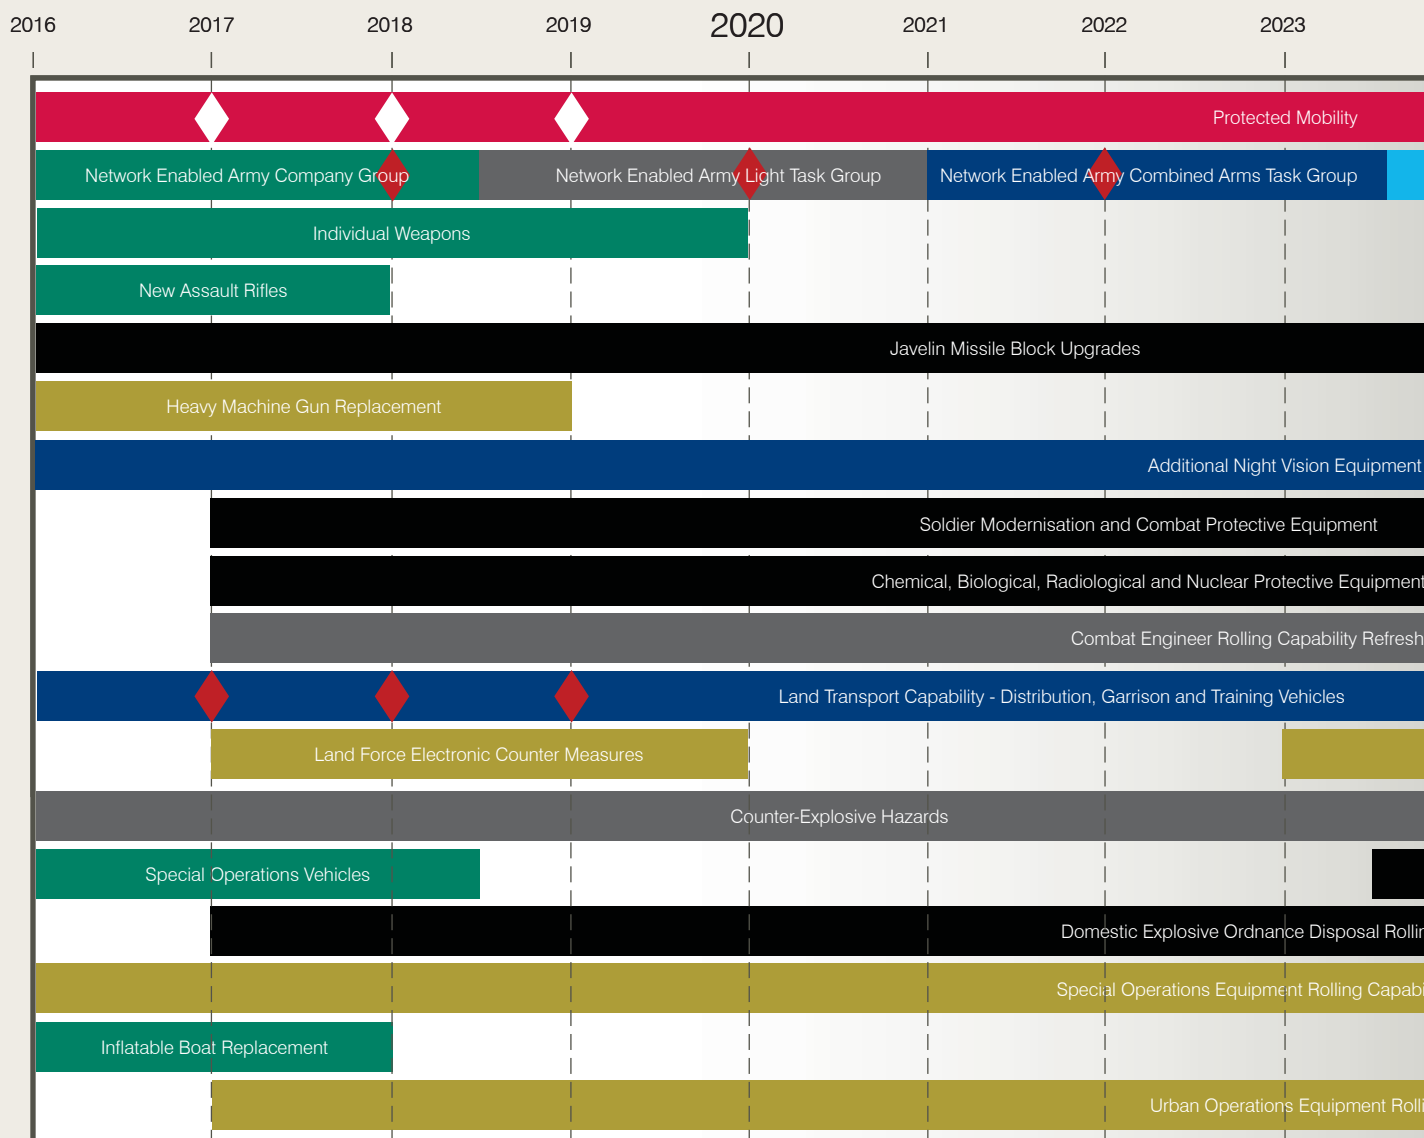 2016 2017 2018 2019 2020 2021 2022 2023
Protected Mobility
Network Enabled Army Company Group Network Enabled Army Light Task Group Network Enabled Army Combined Arms Task Group
Individual Weapons
New Assault Rifles
Javelin Missile Block Upgrades
Heavy Machine Gun Replacement
Additional Night Vision Equipment
Soldier Modernisation and Combat Protective Equipment
Chemical, Biological, Radiological and Nuclear Protective Equipment
Combat Engineer Rolling Capability Refresh
Land Transport Capability - Distribution, Garrison and Training Vehicles
Land Force Electronic Counter Measures
Counter-Explosive Hazards
Special Operations Vehicles
Domestic Explosive Ordnance Disposal Rollin
Special Operations Equipment Rolling Capabi
Inflatable Boat Replacement
Urban Operations Equipment Rolli